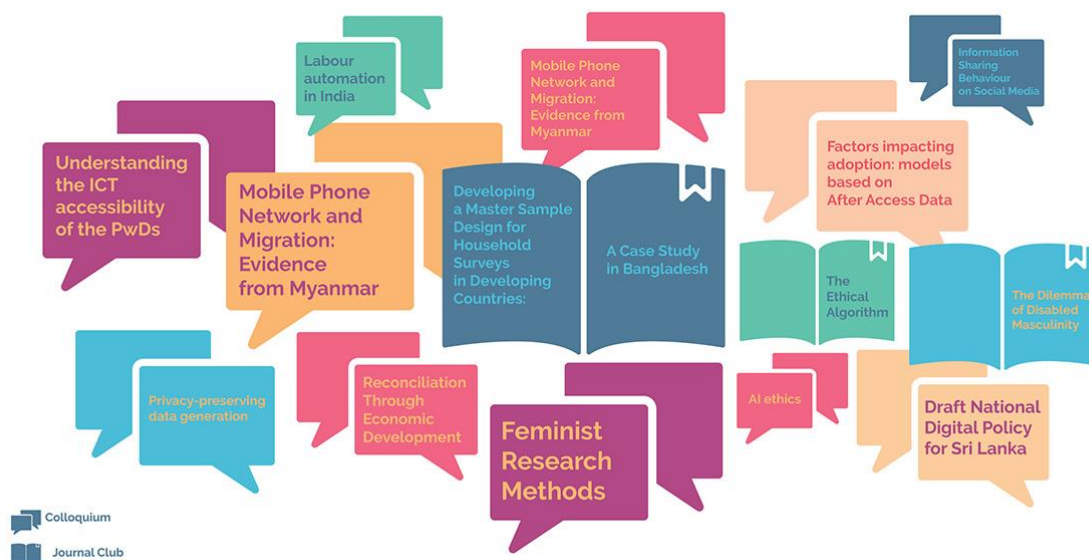 Labour
automation
in India
Mobile Phone
Network and
Migration:
Evidence from
Myanmar
Information
Sharing
Behaviour
on Social Media
Understanding
the ICT
accessibility
of the PwDs
Mobile Phone
Network and
Migration:
Evidence
from Myanmar
Developing
a Master Sample
Design for
Household
Surveys
in Developing
Countries:
A Case Study
in Bangladesh
Factors impacting
adoption: models
based on
After Access Data
The
Ethical
Algorithm
The Dilemma
of Disabled
Masculinity
Privacy-preserving
data generation
Reconciliation
Through
Economic
Development
Feminist
Research
Methods
AI ethics
Draft National
Digital Policy
for Sri Lanka
Colloquium
Journal Club